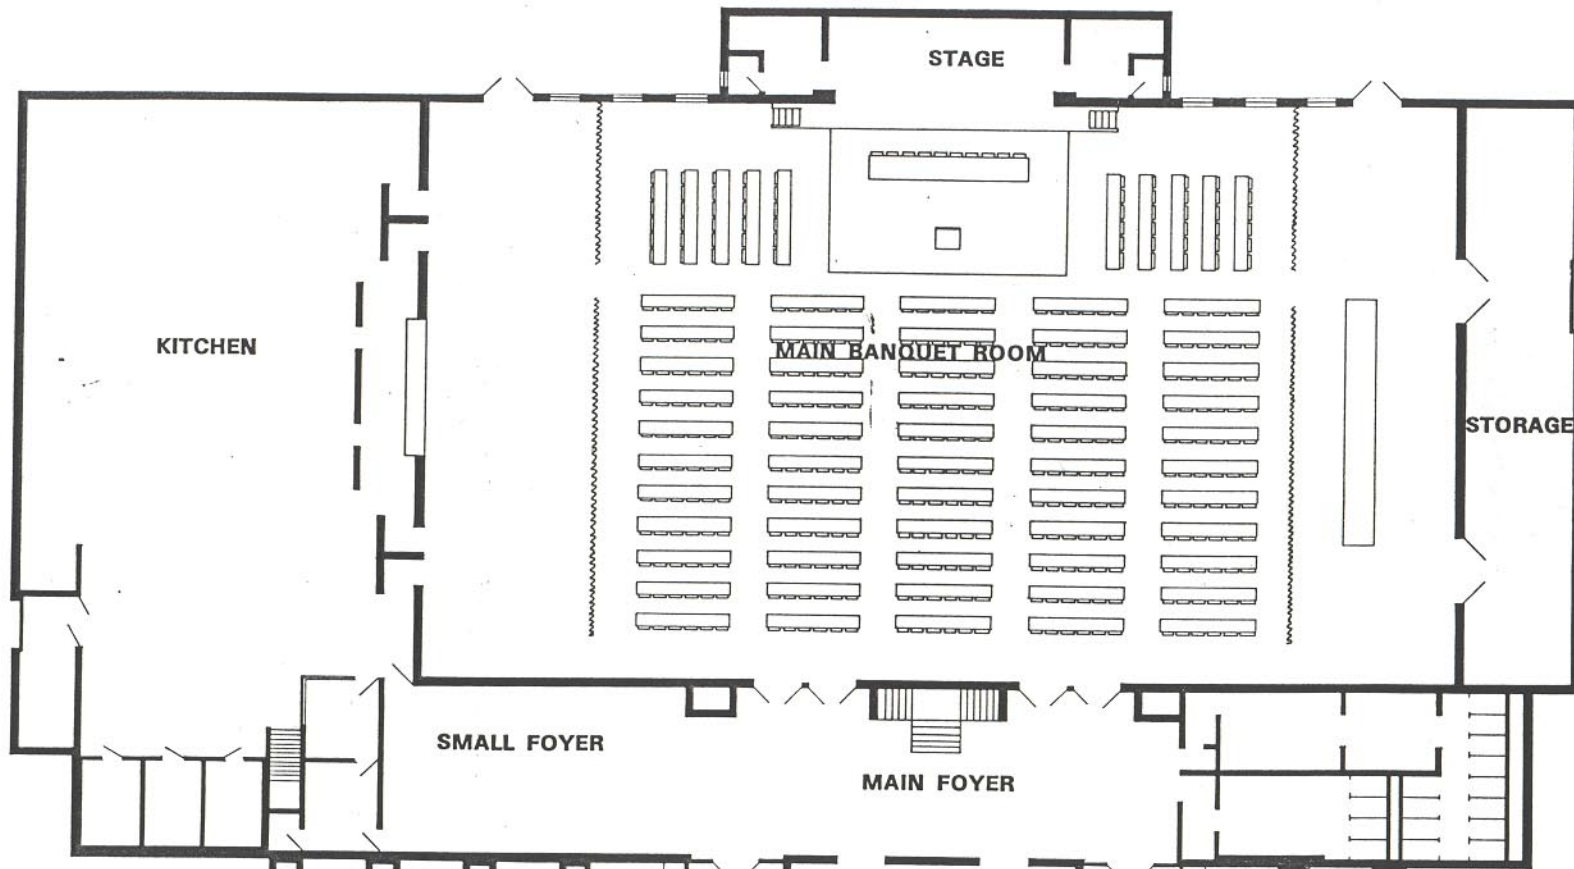 STAGE
KITCHEN
MAIN BANQUET ROOM
STORAGE
SMALL FOYER
MAIN FOYER